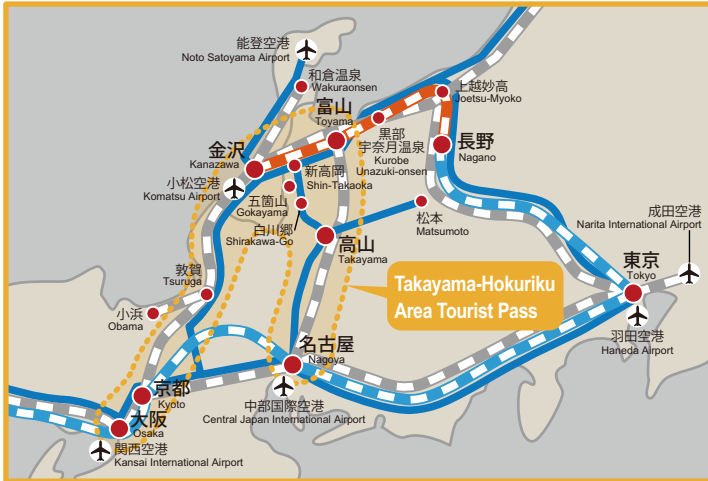 能登空港
Noto Satoyama Airport
和倉温泉
Wakuraonsen
富山
Toyama
上越妙高
Joetsu-Myoko
黒部
宇奈月温泉
Kurobe
Unazuki-onsen
長野
Nagano
金沢
Kanazawa
小松空港
Komatsu Airport
新高岡
Shin-Takaoka
五箇山
Gokayama
白川郷
Shirakawa-Go
松本
Matsumoto
高山
Takayama
成田空港
Narita International Airport
東京
Tokyo
羽田空港
Haneda Airport
敦賀
Tsuruga
小浜
Obama
Takayama-Hokuriku
Area Tourist Pass
名古屋
Nagoya
中部国際空港
Central Japan International Airport
京都
Kyoto
大阪
Osaka
関西空港
Kansai International Airport